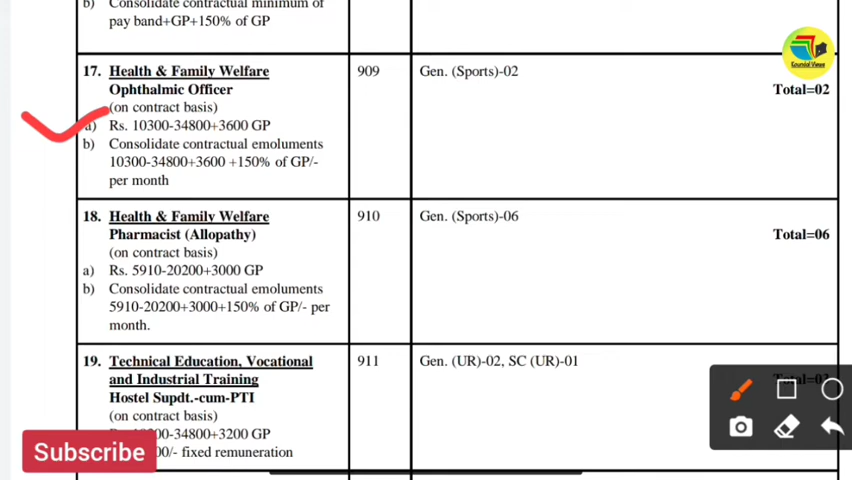 b) Consolidate contractual minimum of
pay band+GP+150% of GP
17. Health & Family Welfare
Ophthalmic Officer
(on contract basis)
a) Rs. 10300-34800+3600 GP
b) Consolidate contractual emoluments
10300-34800+3600 +150% of GP/-
per month
909
Gen. (Sports)-02
Total=02
Kounsial Views
18. Health & Family Welfare
Pharmacist (Allopathy)
(on contract basis)
a) Rs. 5910-20200+3000 GP
b) Consolidate contractual emoluments
5910-20200+3000+150% of GP/- per
month.
910
Gen. (Sports)-06
Total=06
19. Technical Education, Vocational
and Industrial Training
Hostel Supdt.-cum-PTI
(on contract basis)
00-34800+3200 GP
00/- fixed remuneration
911
Gen. (UR)-02, SC (UR)-01
Total=03
Subscribe